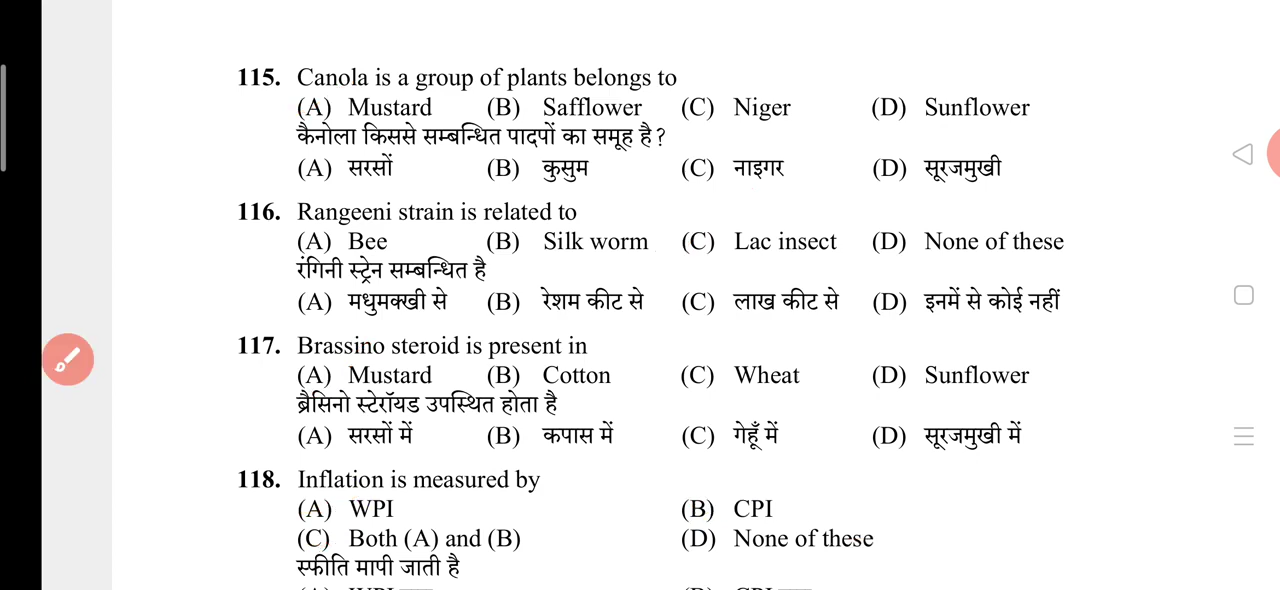 115. Canola is a group of plants belongs to
(A) Mustard (B) Safflower (C) Niger (D) Sunflower
कैनोला किससे सम्बन्धित पादपों का समूह है?
(A) सरसों (B) कुसुम (C) नाइगर (D) सूरजमुखी
116. Rangeeni strain is related to
(A) Bee (B) Silk worm (C) Lac insect (D) None of these
रंगिनी स्ट्रेन सम्बन्धित है
(A) मधुमक्खी से (B) रेशम कीट से (C) लाख कीट से (D) इनमें से कोई नहीं
117. Brassino steroid is present in
(A) Mustard (B) Cotton (C) Wheat (D) Sunflower
ब्रैसिनो स्टेरॉयड उपस्थित होता है
(A) सरसों में (B) कपास में (C) गेहूँ में (D) सूरजमुखी में
118. Inflation is measured by
(A) WPI (B) CPI
(C) Both (A) and (B) (D) None of these
स्फीति मापी जाती है